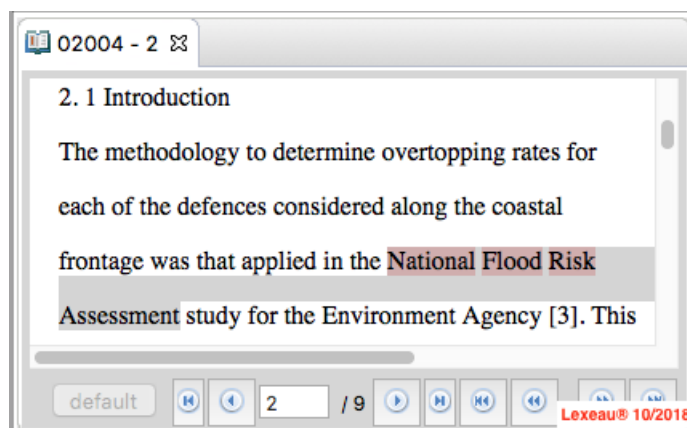 02004 - 2
2. 1 Introduction
The methodology to determine overtopping rates for
each of the defences considered along the coastal
frontage was that applied in the National Flood Risk
Assessment study for the Environment Agency [3]. This
default 2 / 9
Lexeau® 10/2018